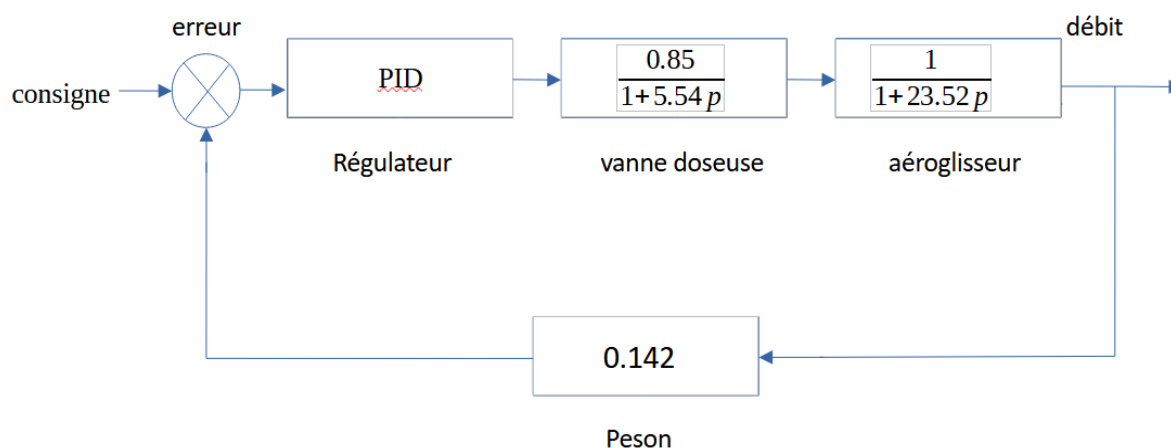 erreur
débit
consigne
PID
0.85
1+5.54 p
1
1+23.52 p
Régulateur
vanne doseuse
aéroglisseur
0.142
Peson